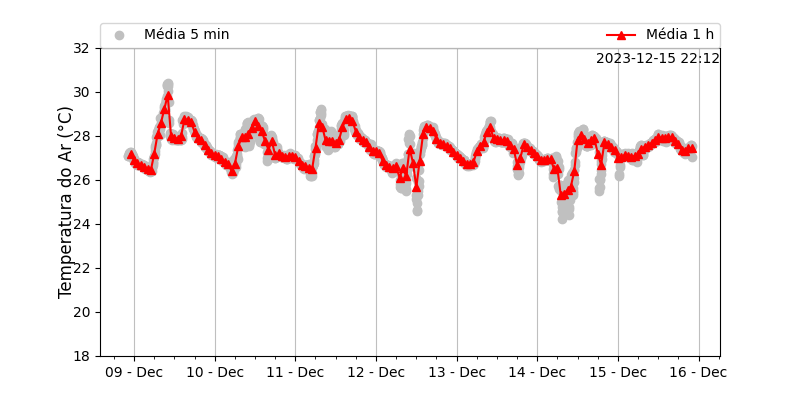 Média 5 min
Média 1 h
2023-12-15 22:12
Temperatura do Ar (°C)
32
30
28
26
24
22
20
18
09 - Dec
10 - Dec
11 - Dec
12 - Dec
13 - Dec
14 - Dec
15 - Dec
16 - Dec